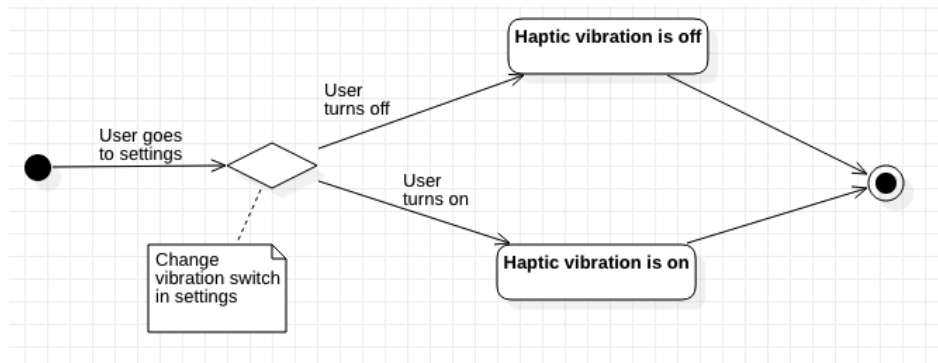 Haptic vibration is off
User
turns off
User goes
to settings
User
turns on
Change
vibration switch
in settings
Haptic vibration is on